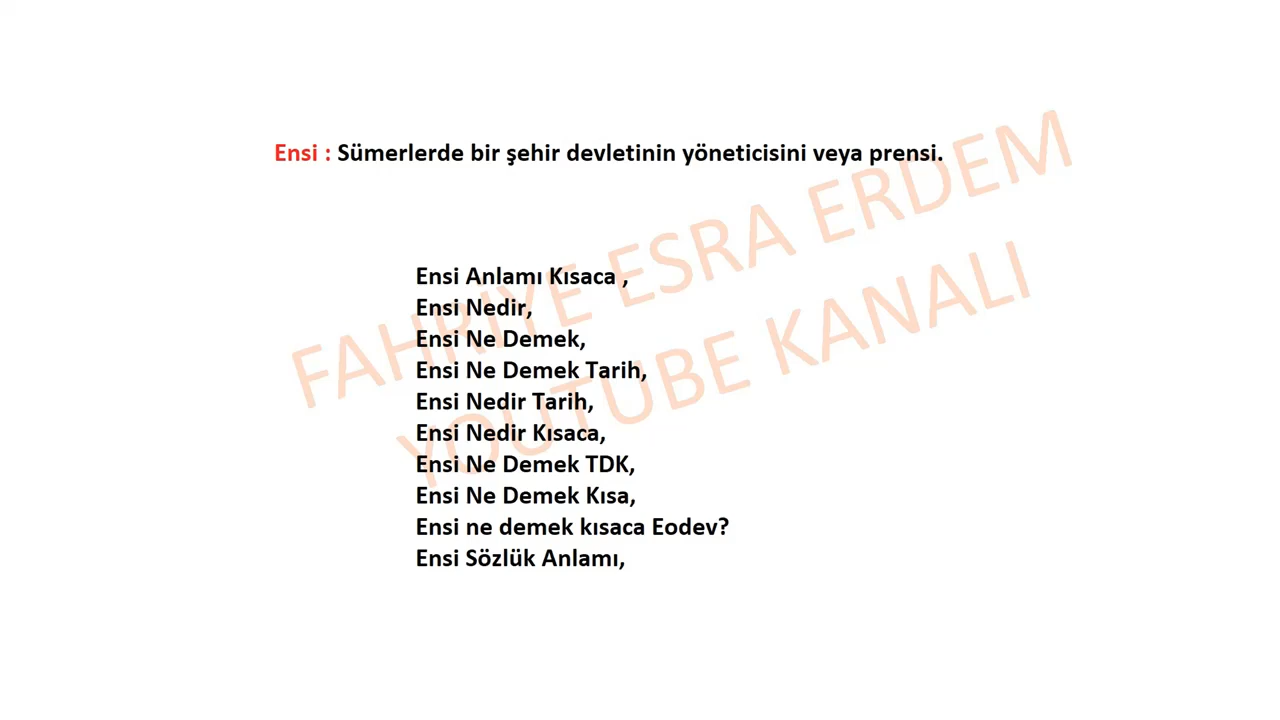 Ensi : Sümerlerde bir şehir devletinin yöneticisini veya prensi.
Ensi Anlamı Kısaca ,
Ensi Nedir,
Ensi Ne Demek,
Ensi Ne Demek Tarih,
Ensi Nedir Tarih,
Ensi Nedir Kısaca,
Ensi Ne Demek TDK,
Ensi Ne Demek Kısa,
Ensi ne demek kısaca Eodev?
Ensi Sözlük Anlamı,
FAHRİYE ESRA ERDEM
YOUTUBE KANALI